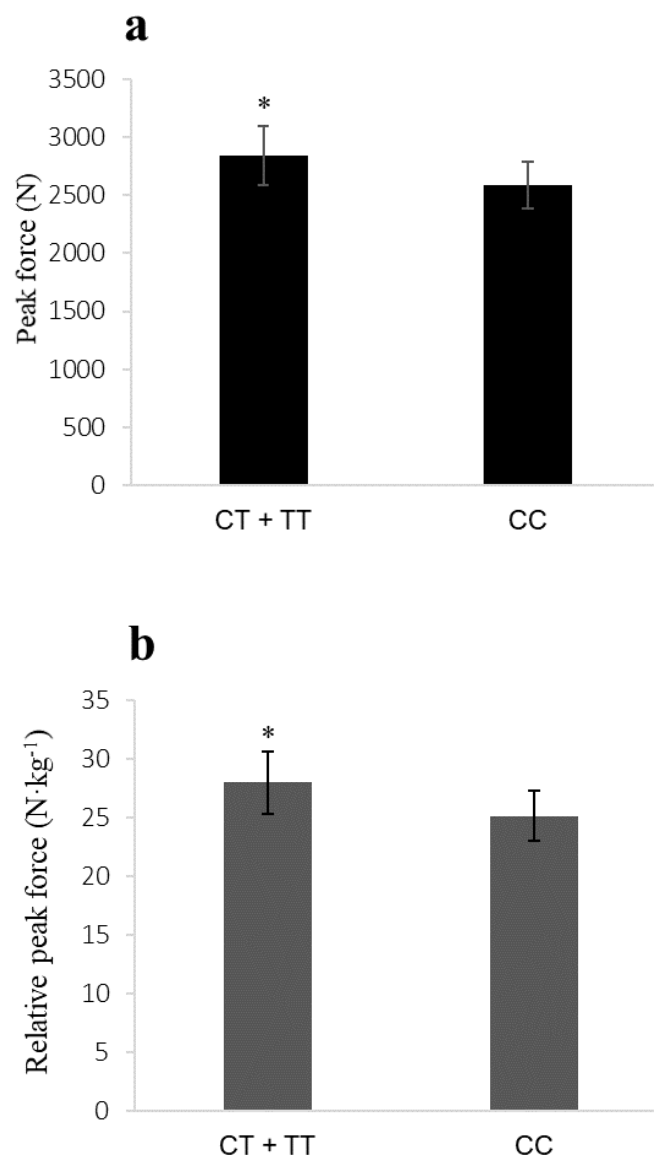 a
Peak force (N)
3500
3000
2500
2000
1500
1000
500
0
*
CT + TT
CC
b
Relative peak force (N·kg⁻¹)
35
30
25
20
15
10
5
0
*
CT + TT
CC